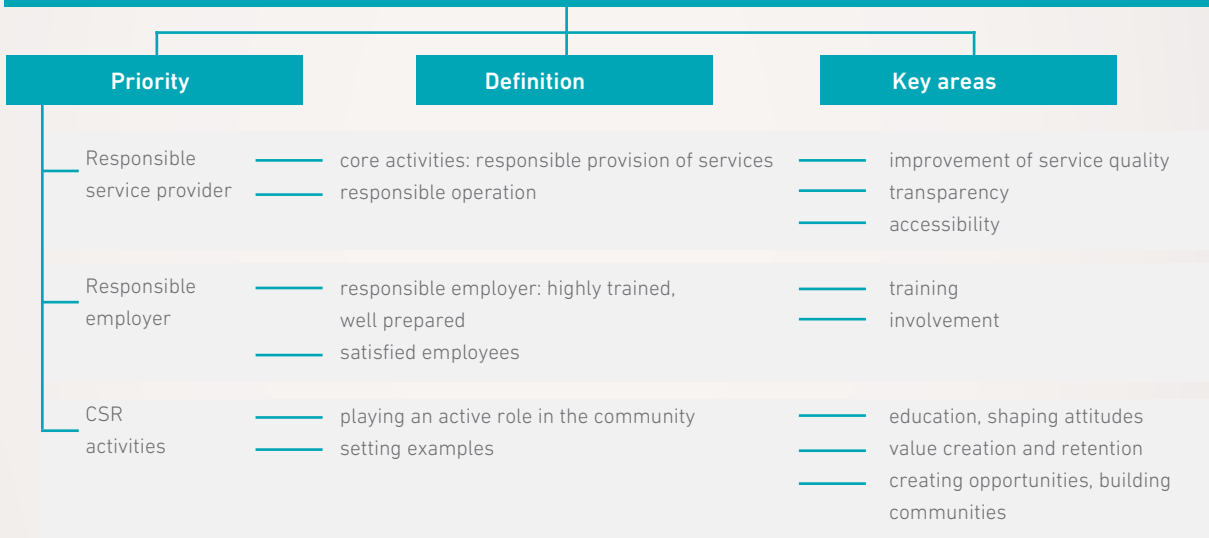 Priority
Definition
Key areas
Responsible
service provider
core activities: responsible provision of services
responsible operation
improvement of service quality
transparency
accessibility
Responsible
employer
responsible employer: highly trained,
well prepared
satisfied employees
training
involvement
CSR
activities
playing an active role in the community
setting examples
education, shaping attitudes
value creation and retention
creating opportunities, building
communities